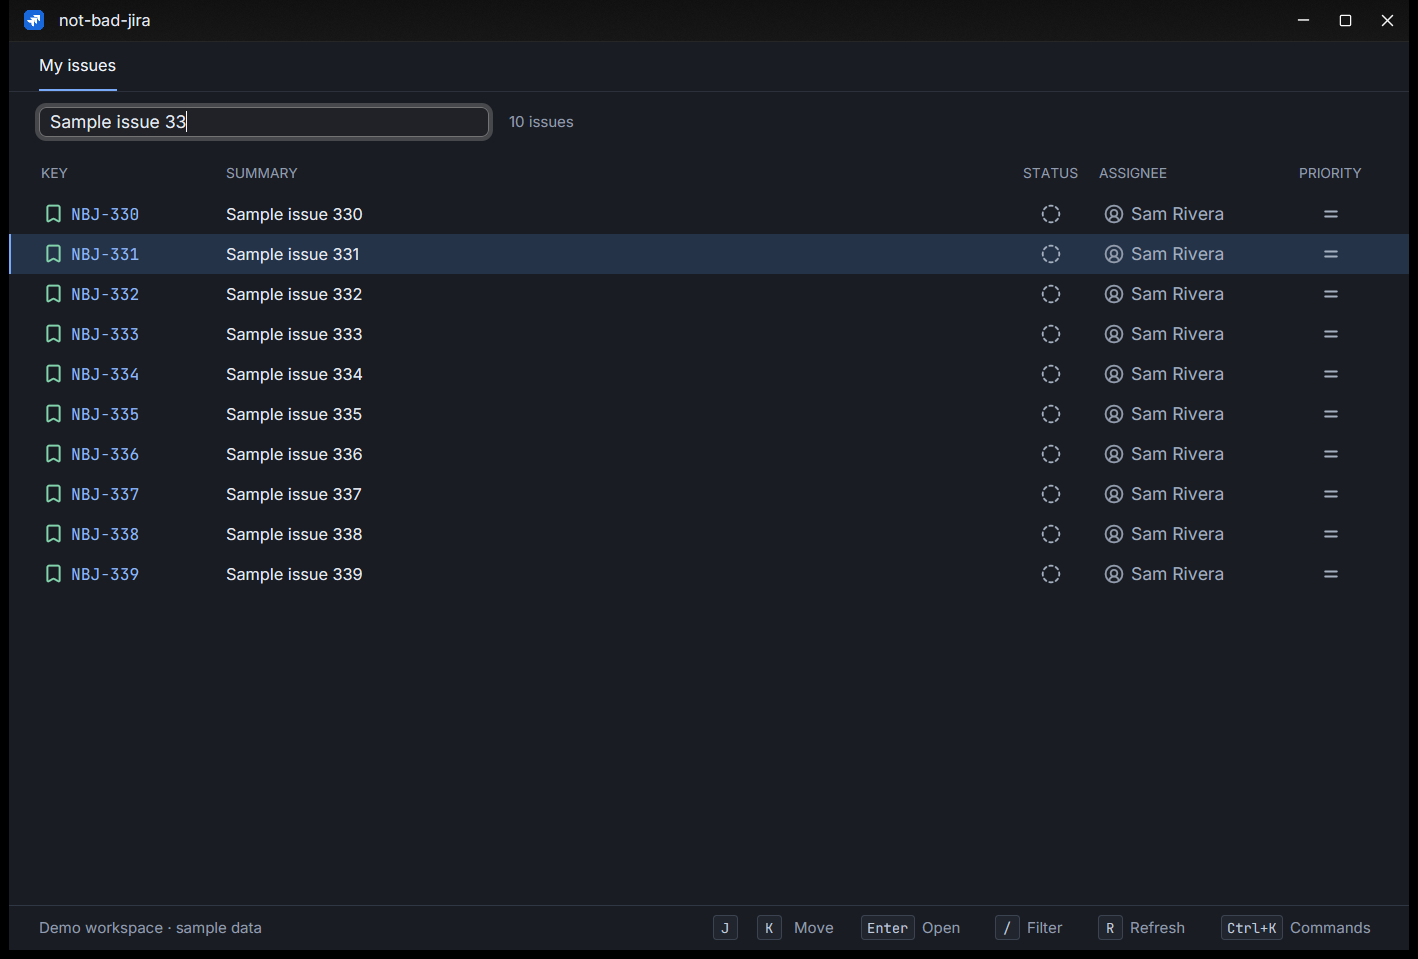 not-bad-jira
My issues
Sample issue 33 10 issues
KEY SUMMARY STATUS ASSIGNEE PRIORITY
NBJ-330 Sample issue 330 Sam Rivera
NBJ-331 Sample issue 331 Sam Rivera
NBJ-332 Sample issue 332 Sam Rivera
NBJ-333 Sample issue 333 Sam Rivera
NBJ-334 Sample issue 334 Sam Rivera
NBJ-335 Sample issue 335 Sam Rivera
NBJ-336 Sample issue 336 Sam Rivera
NBJ-337 Sample issue 337 Sam Rivera
NBJ-338 Sample issue 338 Sam Rivera
NBJ-339 Sample issue 339 Sam Rivera
Demo workspace · sample data J K Move Enter Open / Filter R Refresh Ctrl+K Commands